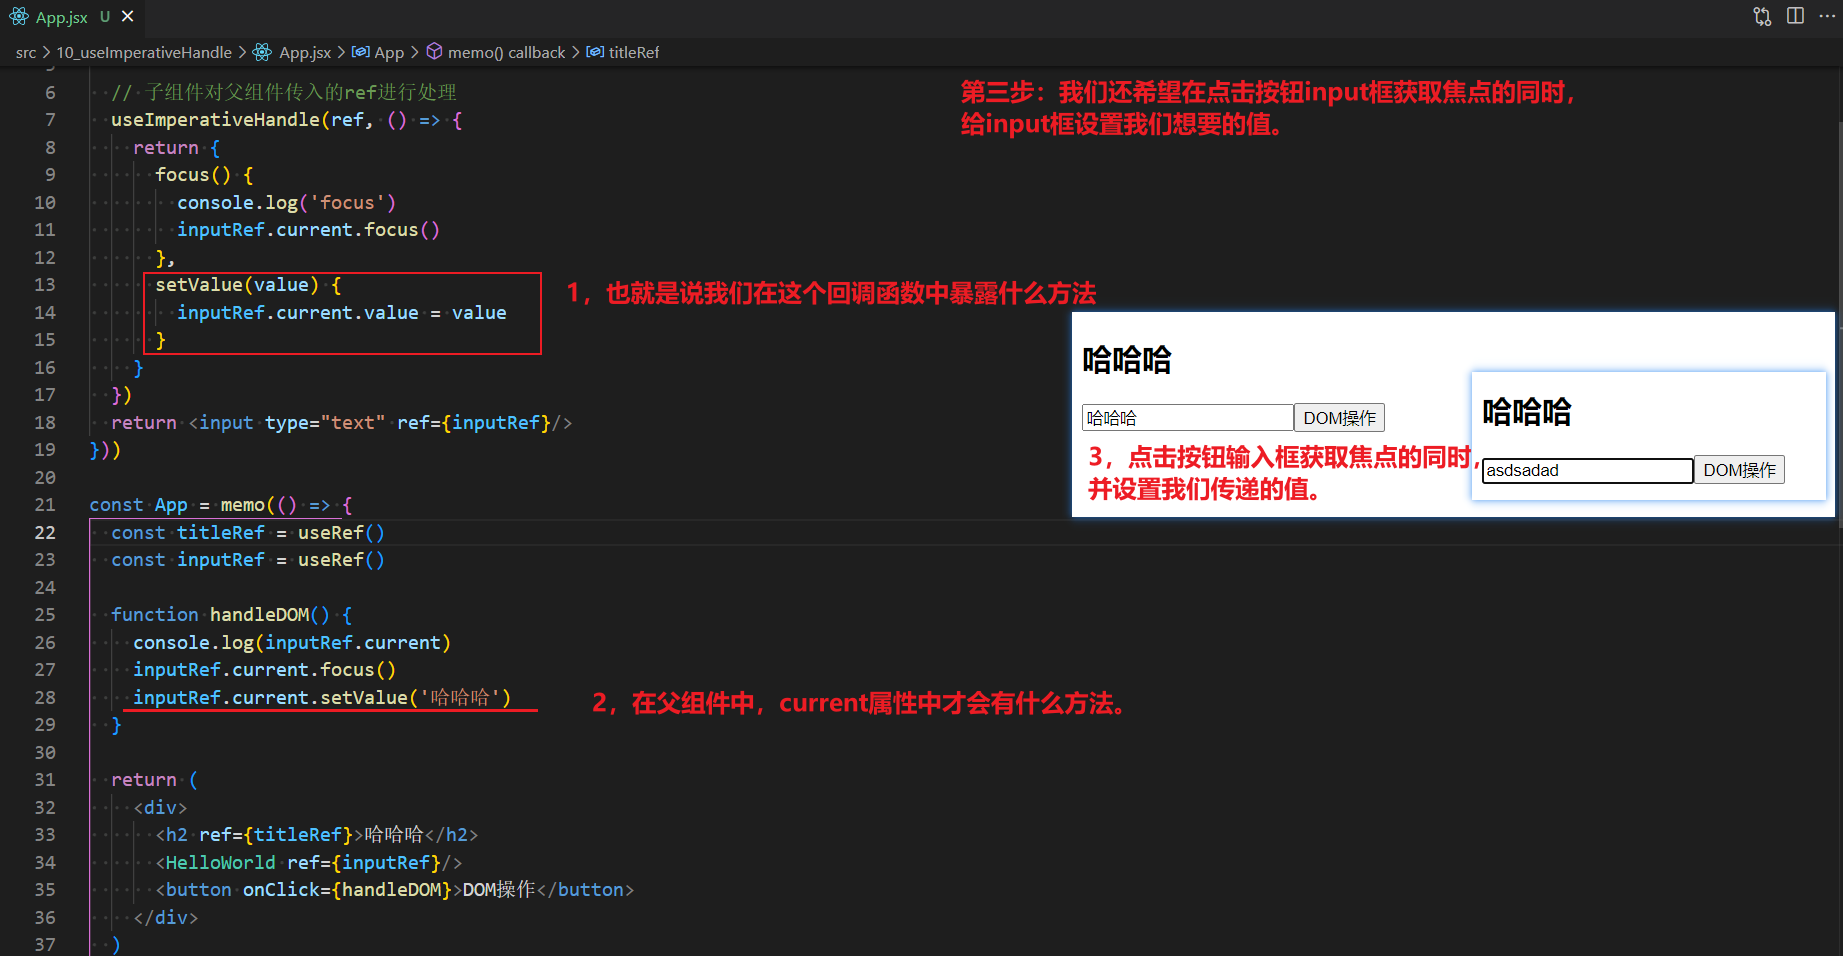 App.jsx U
src > 10_useImperativeHandle > App.jsx > App > memo() callback > titleRef
第三步：我们还希望在点击按钮input框获取焦点的同时，
给input框设置我们想要的值。
6 // 子组件对父组件传入的ref进行处理
7 useImperativeHandle(ref, () => {
8 return {
9 focus() {
10 console.log('focus')
11 inputRef.current.focus()
12 },
13 setValue(value) {
14 inputRef.current.value = value
15 }
16 }
17 })
18 return <input type="text" ref={inputRef}/>
19 }))
20
21 const App = memo(() => {
22 const titleRef = useRef()
23 const inputRef = useRef()
24
25 function handleDOM() {
26 console.log(inputRef.current)
27 inputRef.current.focus()
28 inputRef.current.setValue('哈哈哈')
29 }
30
31 return (
32 <div>
33 <h2 ref={titleRef}>哈哈哈</h2>
34 <HelloWorld ref={inputRef}/>
35 <button onClick={handleDOM}>DOM操作</button>
36 </div>
37 )
1，也就是说我们在这个回调函数中暴露什么方法
2，在父组件中，current属性中才会有什么方法。
哈哈哈
哈哈哈 DOM操作
3，点击按钮输入框获取焦点的同时，
并设置我们传递的值。
哈哈哈
asdsadad DOM操作